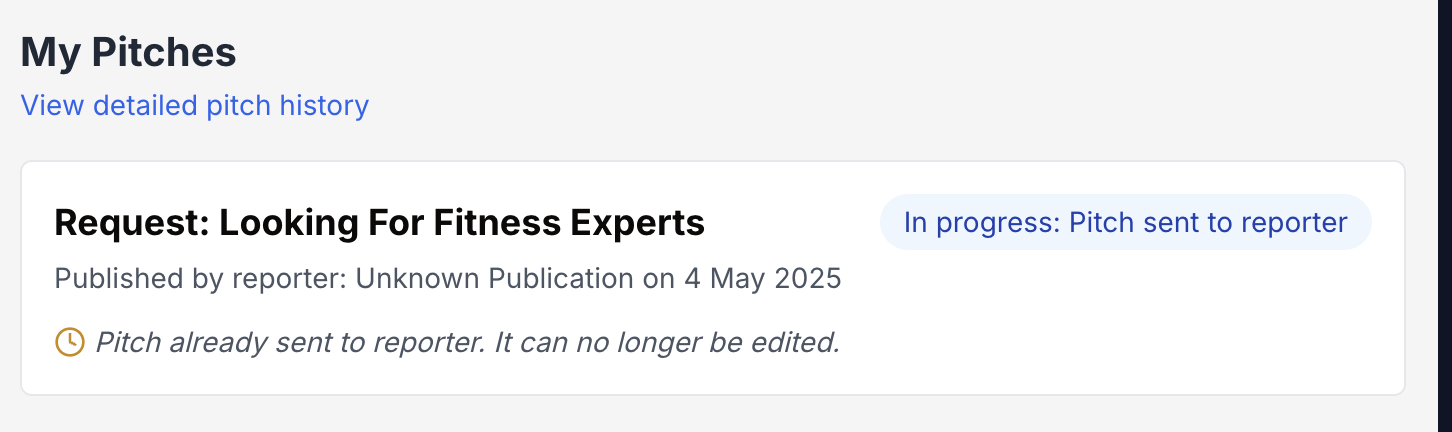 My Pitches
View detailed pitch history
Request: Looking For Fitness Experts
In progress: Pitch sent to reporter
Published by reporter: Unknown Publication on 4 May 2025
Pitch already sent to reporter. It can no longer be edited.